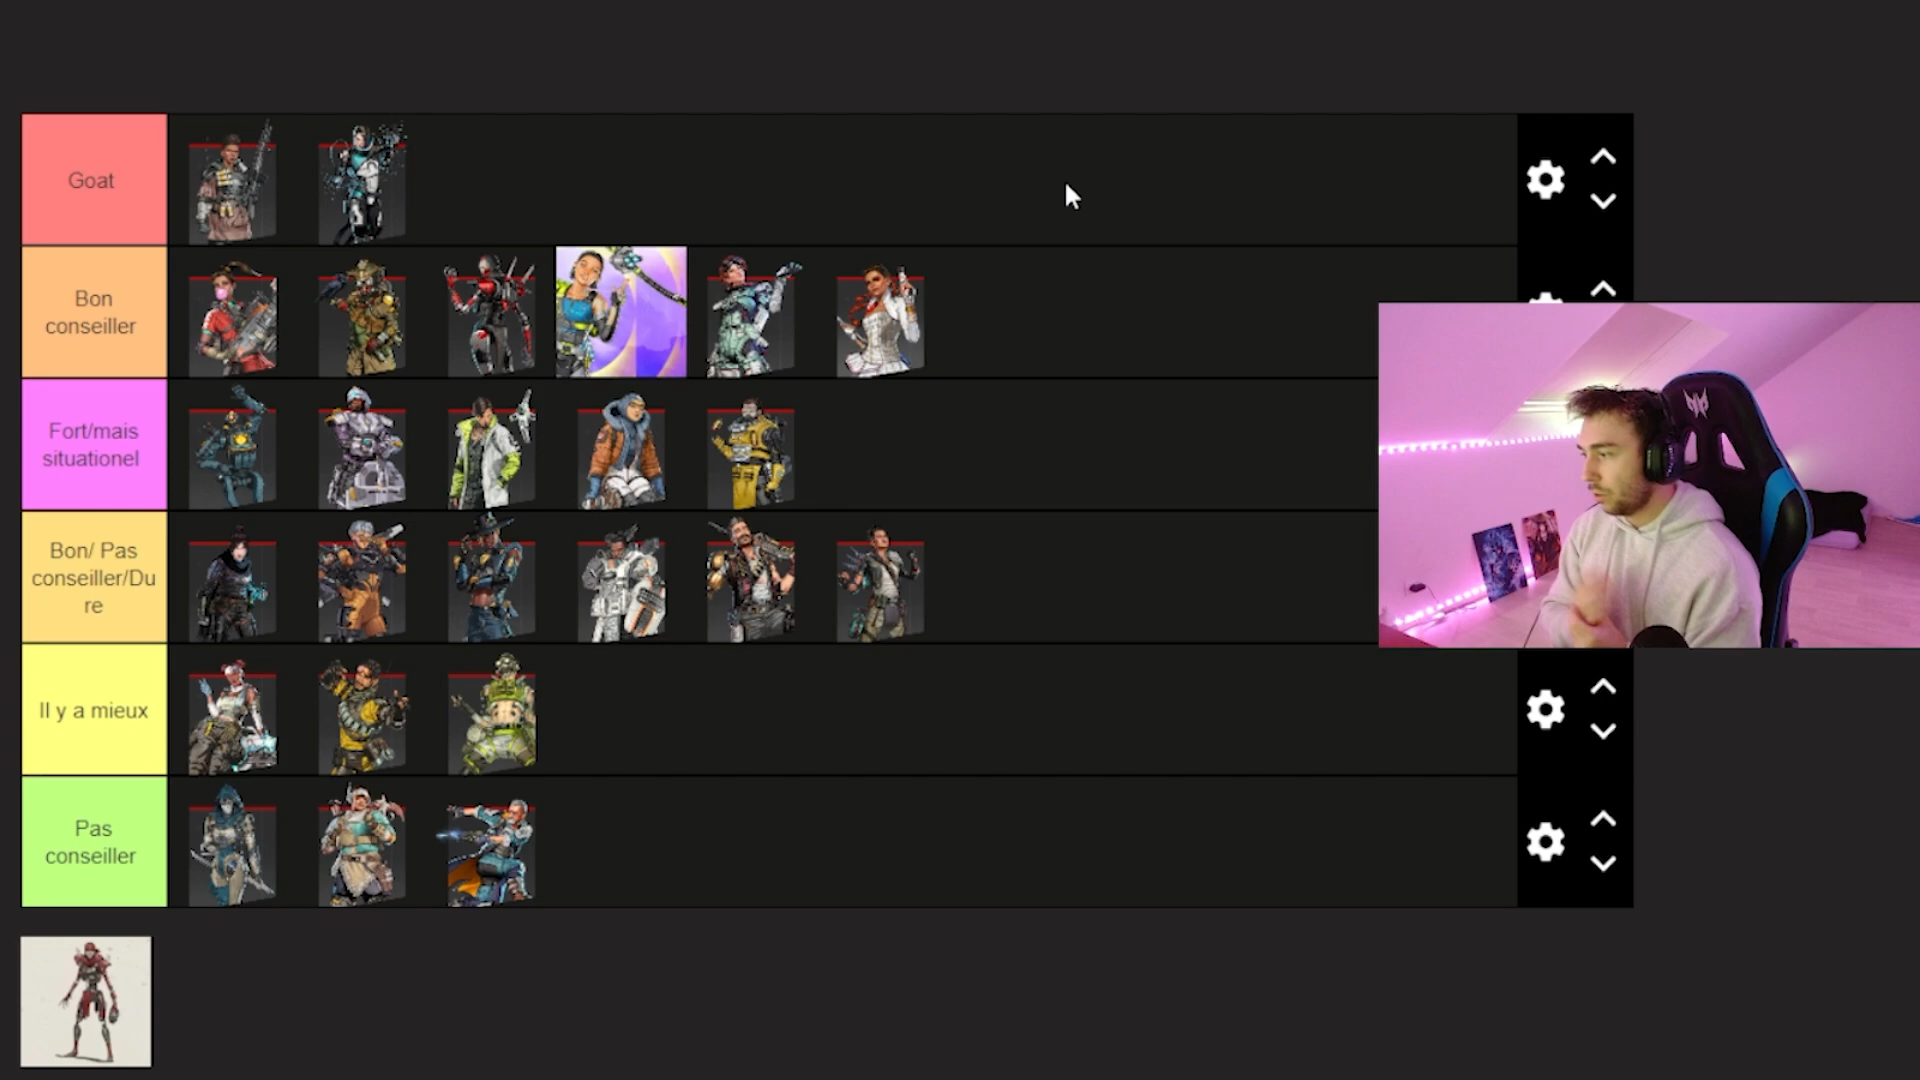 Goat
Bon
conseiller
Fort/mais
situationel
Bon/ Pas
conseiller/Du
re
Il y a mieux
Pas
conseiller